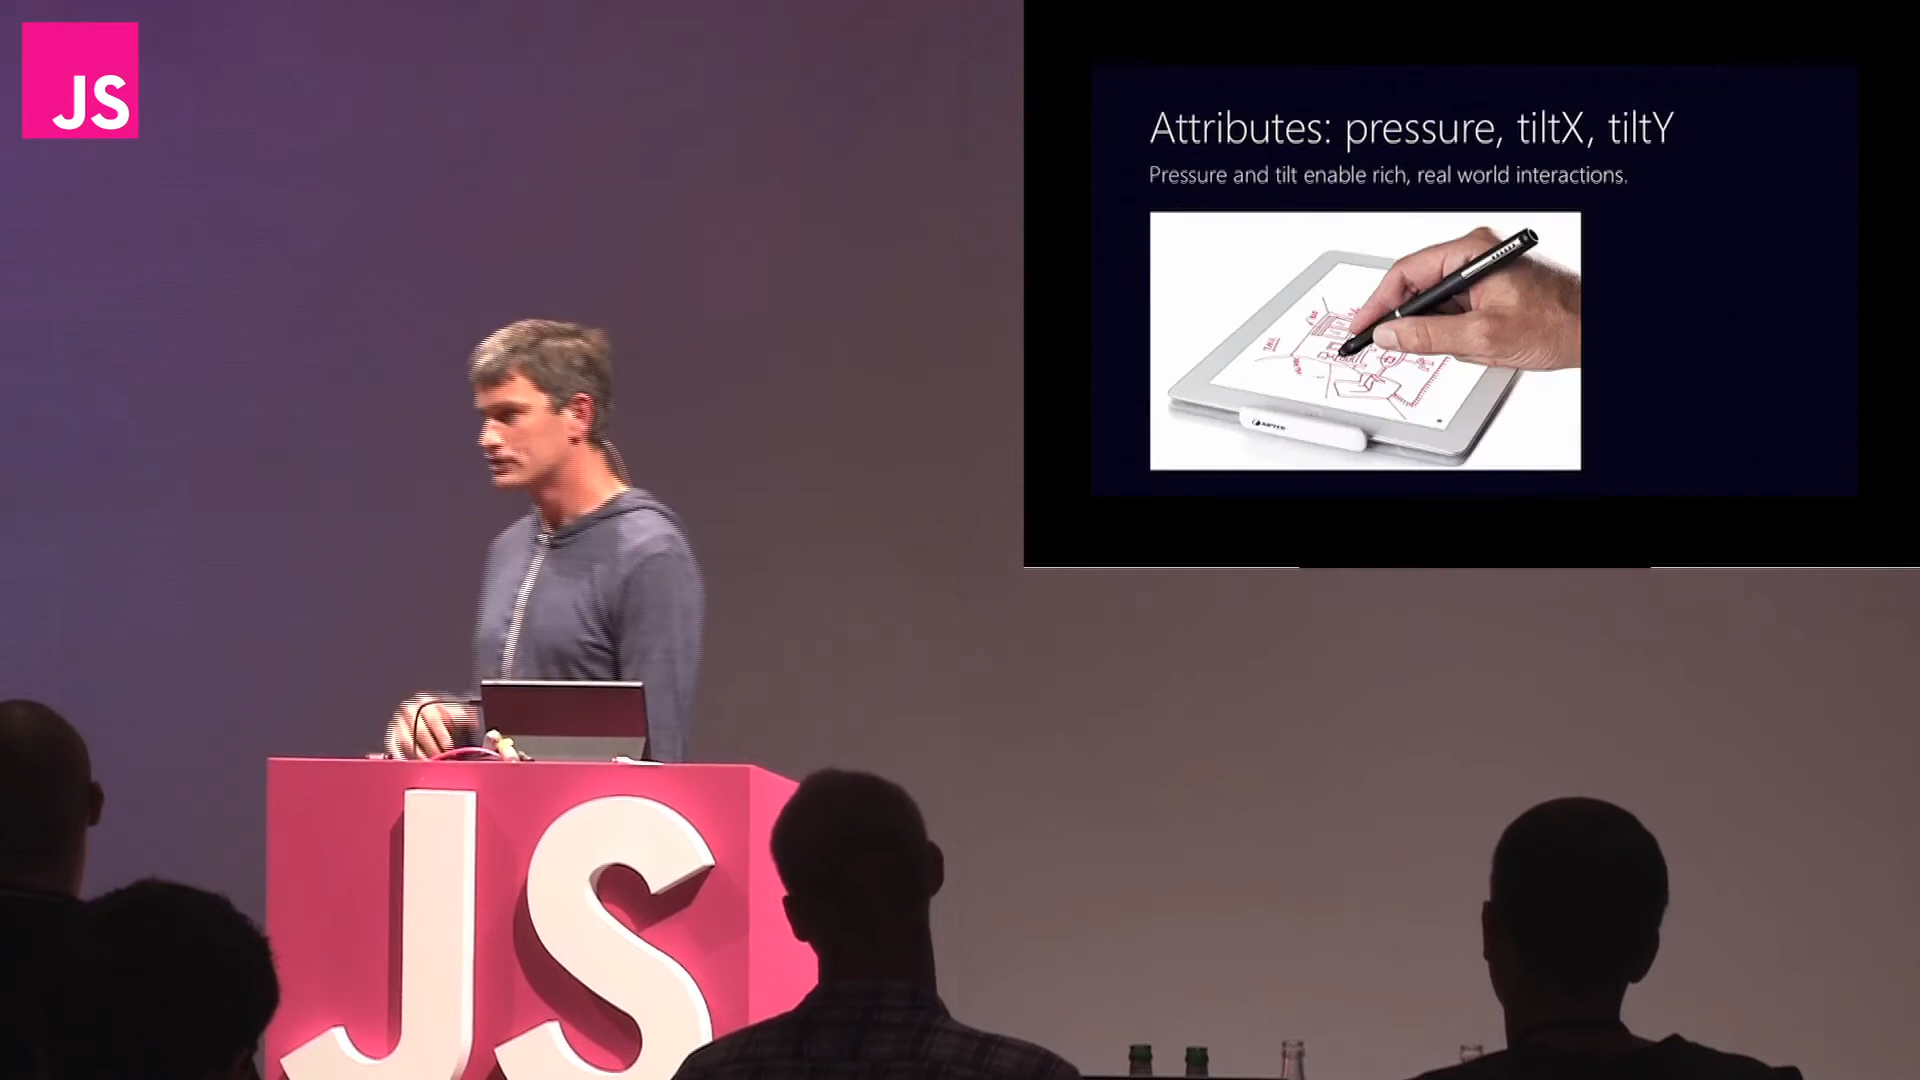 JS
Attributes: pressure, tiltX, tiltY
Pressure and tilt enable rich, real world interactions.
JS